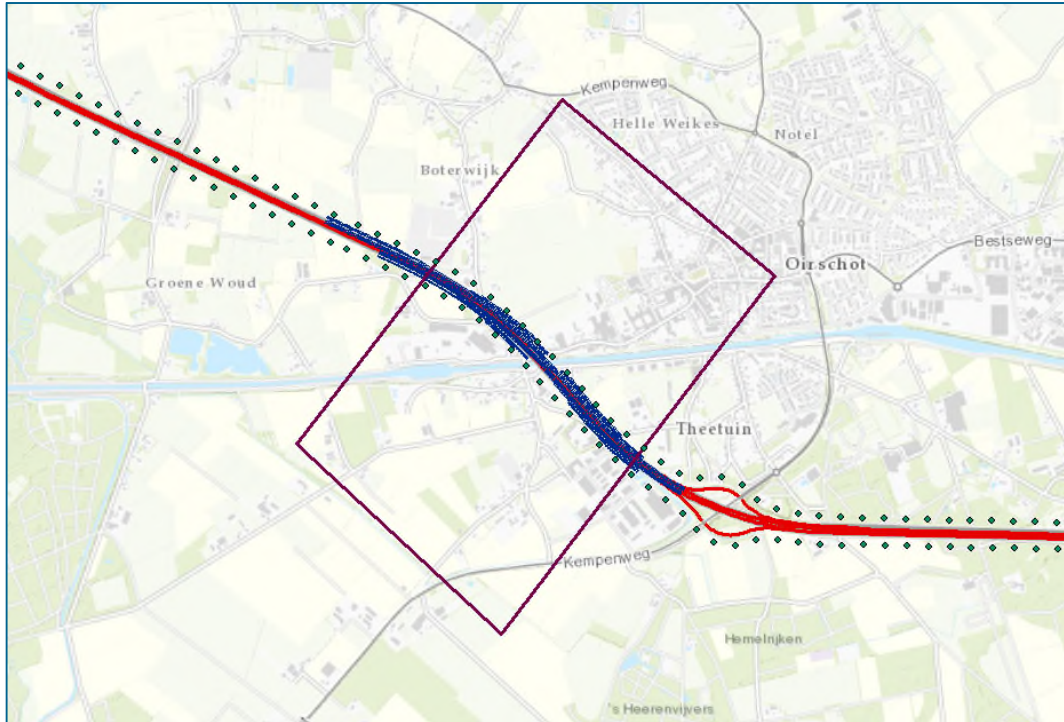 Kempenweg
Helle Weikes
Notel
Boterwijk
Bestseweg
Oirschot
Groene Woud
Theetuin
Kempenweg
Hemelrijken
's Heerenvijvers